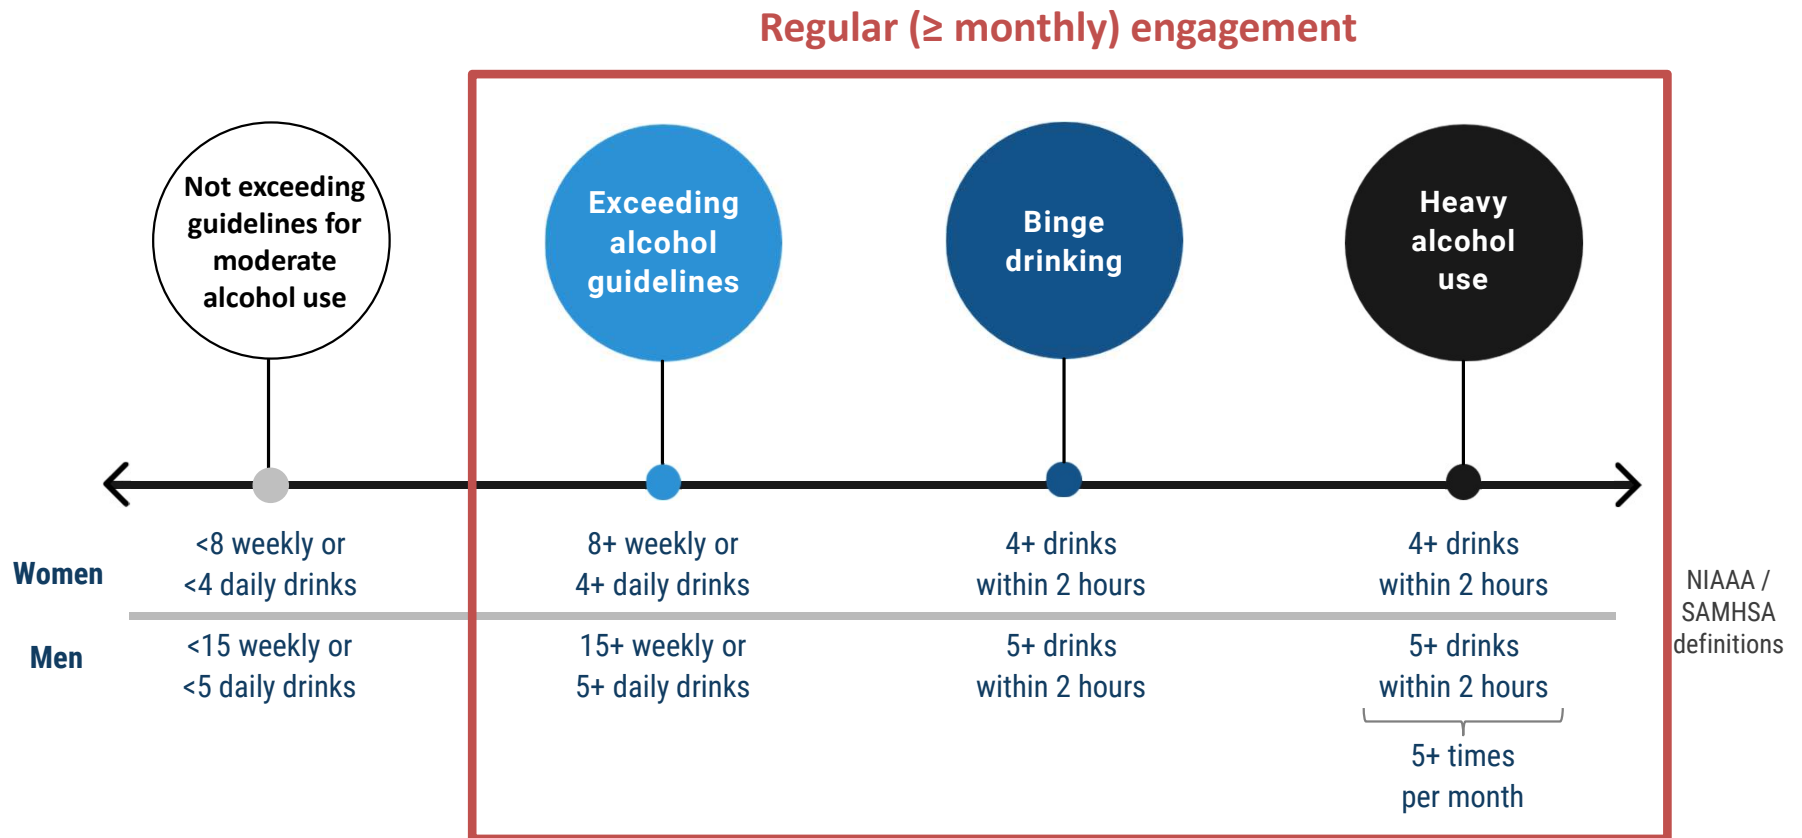 Regular (≥ monthly) engagement
Not exceeding
guidelines for
moderate
alcohol use
Exceeding
alcohol
guidelines
Binge
drinking
Heavy
alcohol
use
Women
<8 weekly or
<4 daily drinks
8+ weekly or
4+ daily drinks
4+ drinks
within 2 hours
4+ drinks
within 2 hours
Men
<15 weekly or
<5 daily drinks
15+ weekly or
5+ daily drinks
5+ drinks
within 2 hours
5+ drinks
within 2 hours
5+ times
per month
NIAAA /
SAMHSA
definitions